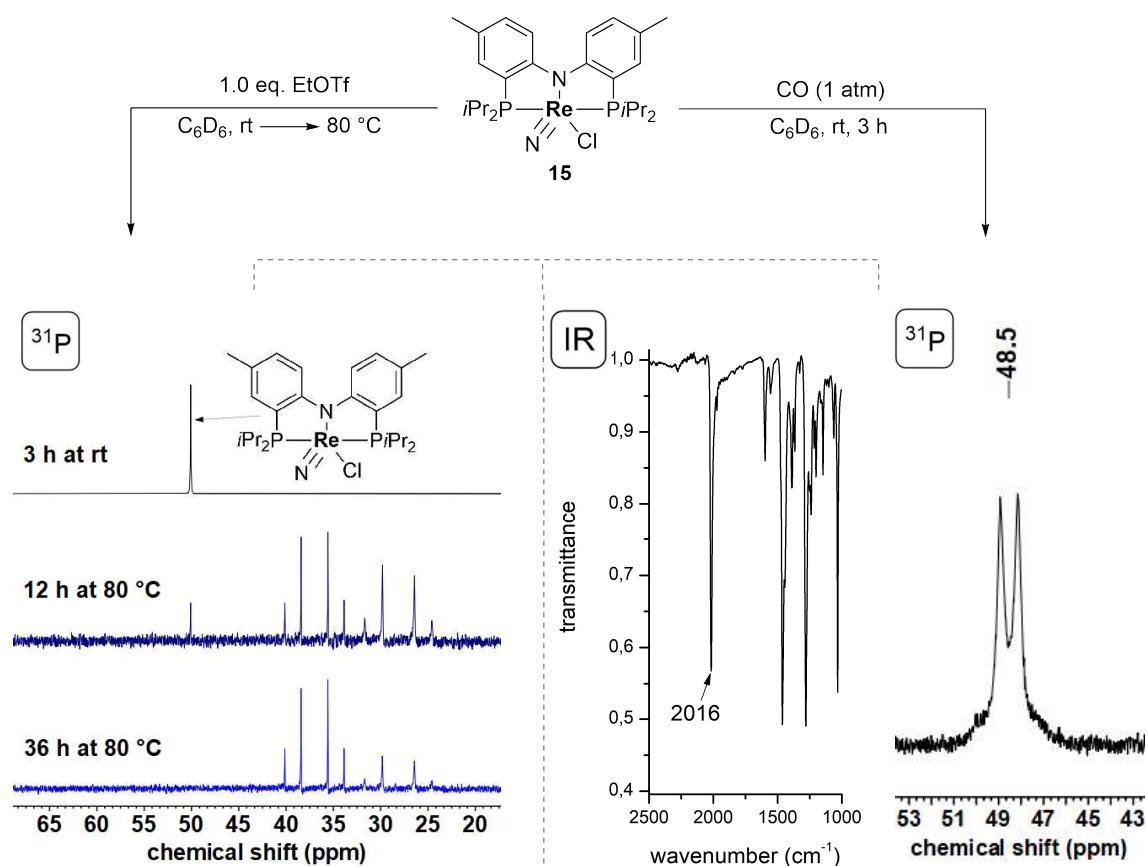 1.0 eq. EtOTf
C₆D₆, rt ⟶ 80 °C
N
iPr₂P Re PiPr₂
N Cl
15
CO (1 atm)
C₆D₆, rt, 3 h
³¹P
3 h at rt
N
iPr₂P Re PiPr₂
N Cl
12 h at 80 °C
36 h at 80 °C
65 60 55 50 45 40 35 30 25 20
chemical shift (ppm)
IR
1,0
0,9
0,8
0,7
0,6
0,5
0,4
transmittance
2016
2500 2000 1500 1000
wavenumber (cm⁻¹)
³¹P
48.5
53 51 49 47 45 43
chemical shift (ppm)